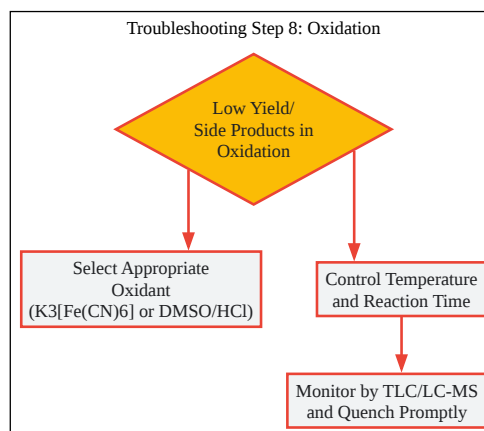 Troubleshooting Step 8: Oxidation
Low Yield/
Side Products in
Oxidation
Select Appropriate
Oxidant
(K3[Fe(CN)6] or DMSO/HCl)
Control Temperature
and Reaction Time
Monitor by TLC/LC-MS
and Quench Promptly